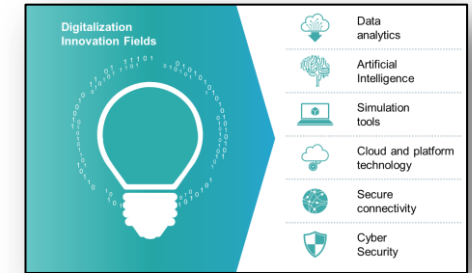 Digitalization
Innovation Fields
Data
analytics
Artificial
Intelligence
Simulation
tools
Cloud and platform
technology
Secure
connectivity
Cyber
Security